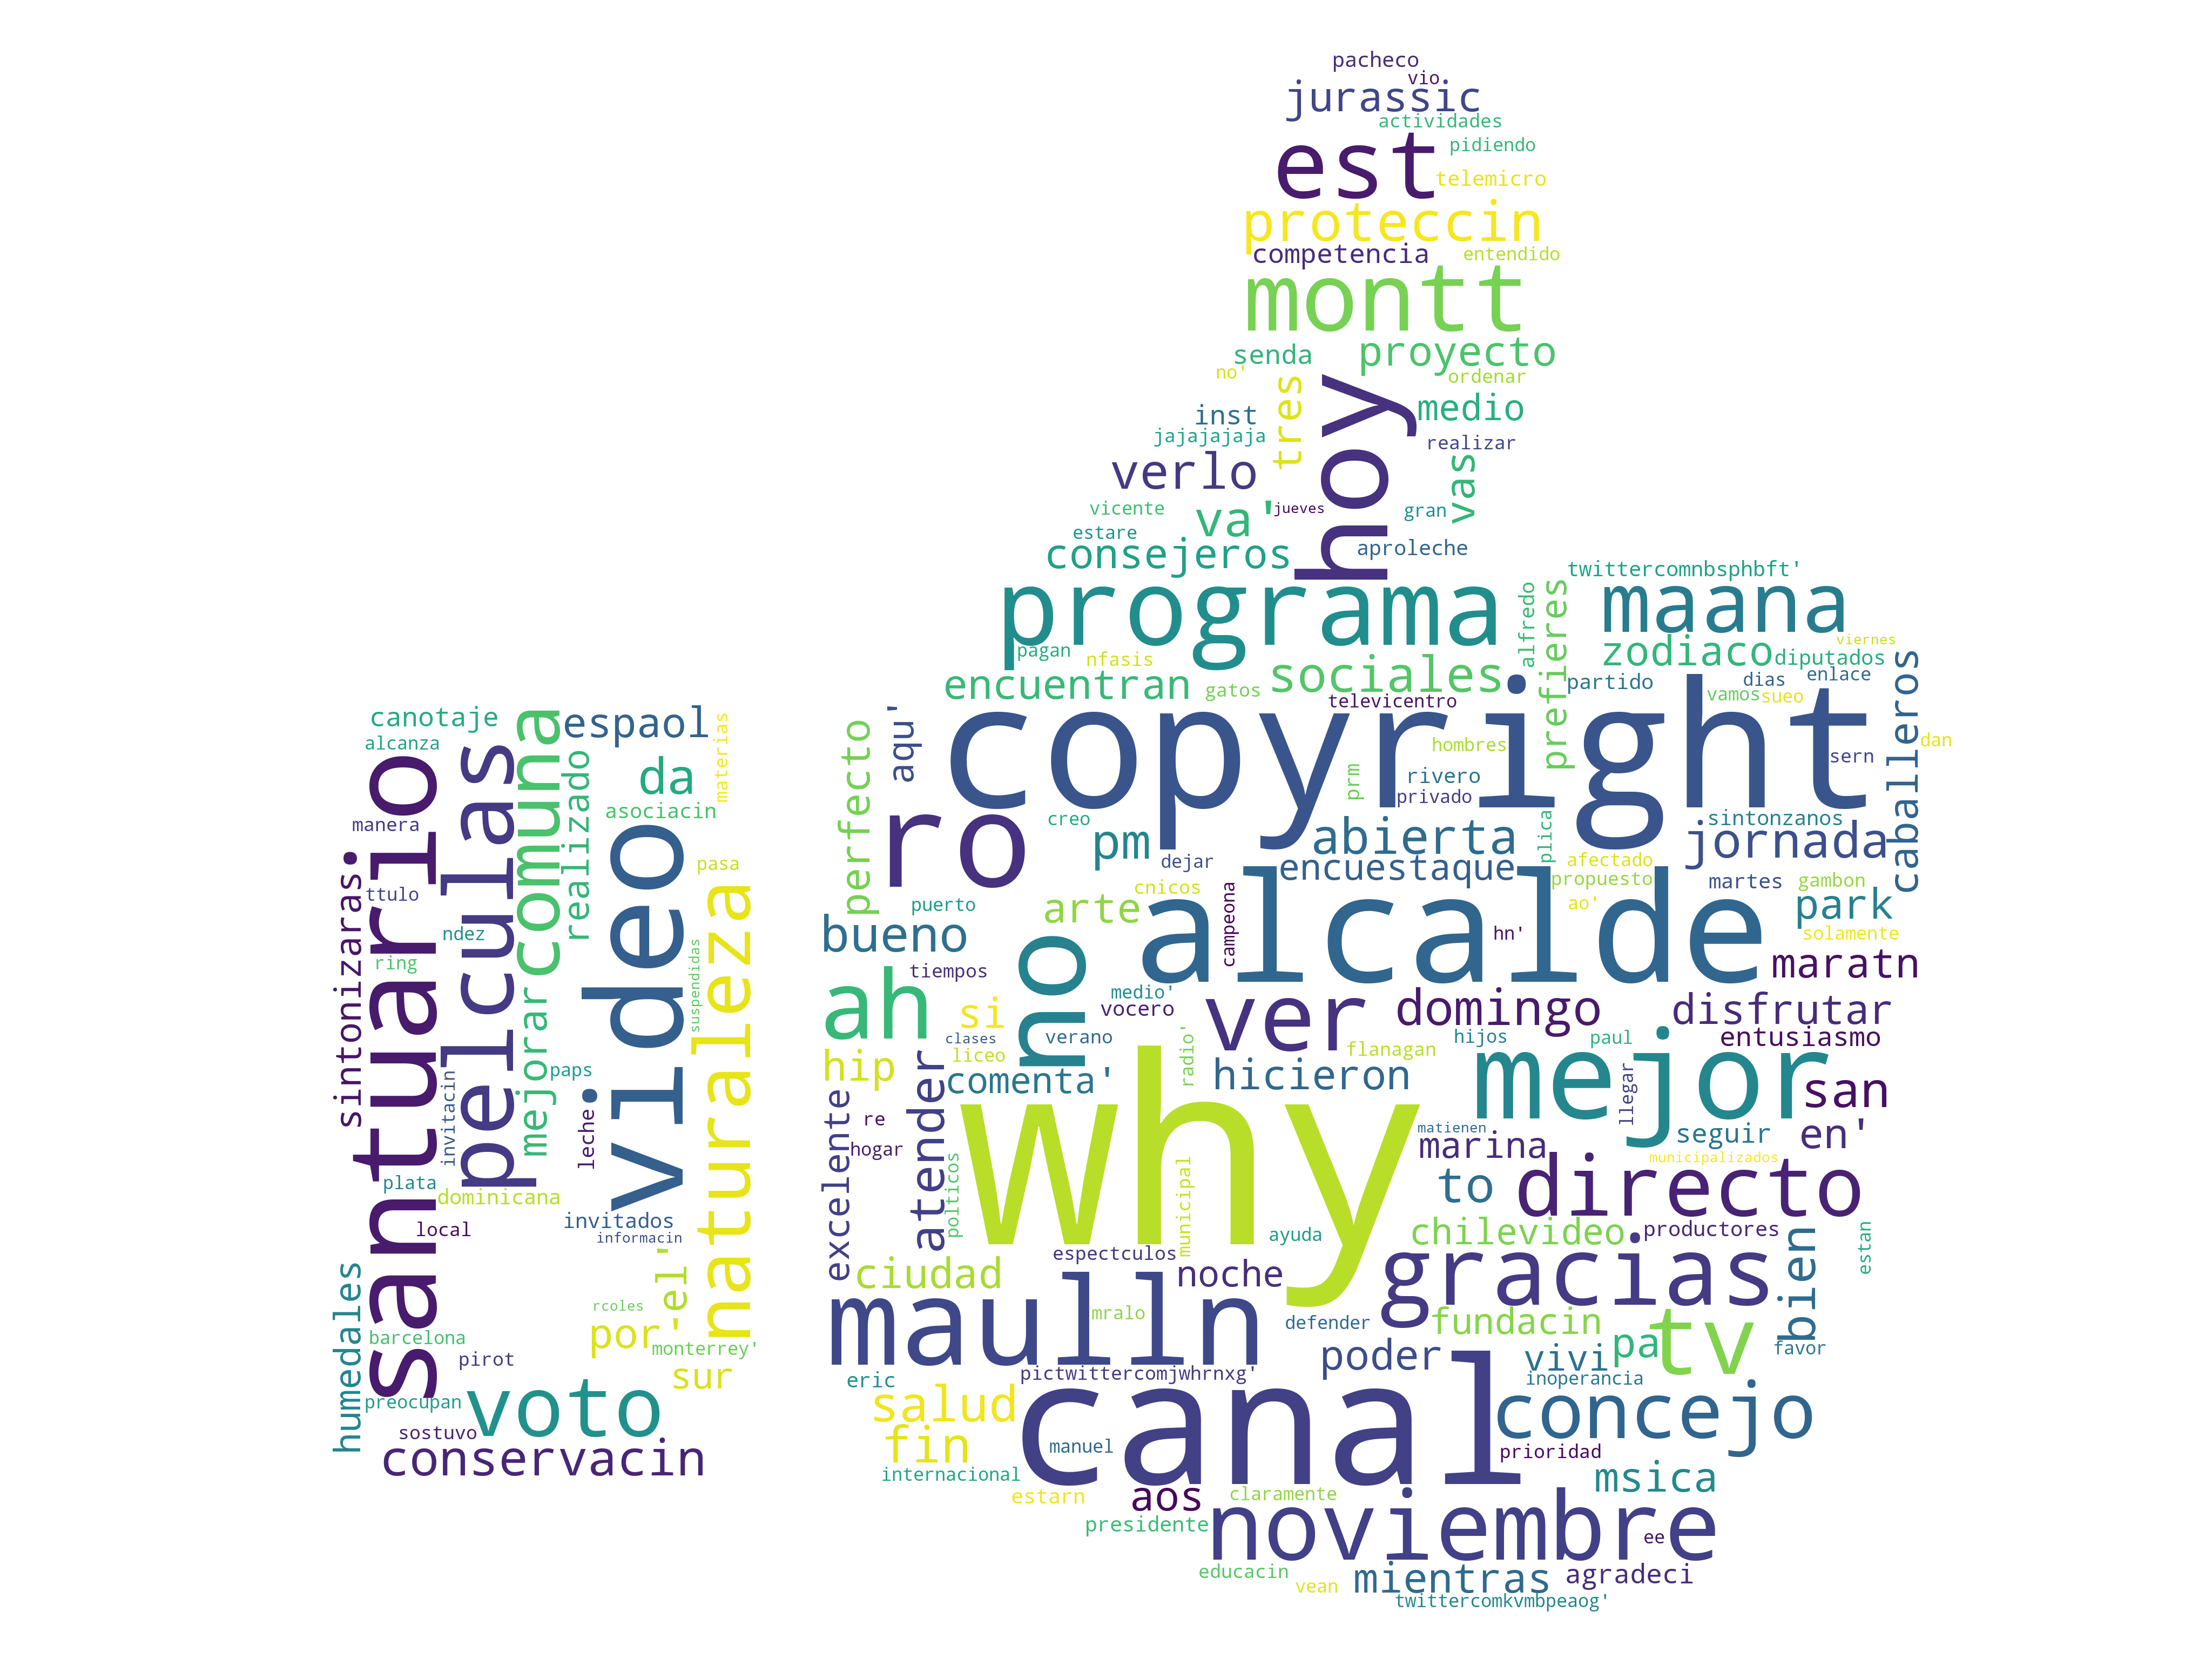 pacheco
vio
jurassic
actividades
est
pidiendo
telemicro
proteccin
competencia
entendido
montt
senda
proyecto
no'
tres
hoy
ordenar
inst
medio
jajajajaja
realizar
verlo
vas
vicente
va'
jueves
gran
estare
consejeros
aproleche
programa
alfredo
prefieres
twittercomnbsphbft'
maana
viernes
pagan
nfasis
zodiaco
diputados
encuentran
gatos
sociales
partido
dias
enlace
vamos
sueo
caballeros
televicentro
copyright
hombres
dan
sern
rivero
prm
privado
perfecto
aqu'
ro
creo
pm
abierta
plica
sintonzanos
jornada
dejar
encuestaque
afectado
propuesto
martes
gambon
cnicos
campeona
alcalde
ao'
park
puerto
arte
bueno
no
hn'
solamente
tiempos
maratn
ah
si
medio'
vocero
ver
domingo
disfrutar
clases
verano
radio'
flanagan
hijos
paul
entusiasmo
liceo
hip
comenta'
hicieron
mejor
llegar
san
excelente
atender
re
hogar
why
matienen
marina
seguir
en'
municipalizados
polticos
municipal
to
directo
ayuda
chilevideo
productores
estan
espectculos
ciudad
noche
gracias
bien
maulln
mralo
defender
fundacin
pa
tv
favor
poder
vivi
pictwittercomjwhrnxg'
eric
inoperancia
salud
canal
concejo
fin
manuel
prioridad
internacional
msica
estarn
aos
claramente
presidente
noviembre
ee
educacin
vean
mientras
agradeci
twittercomkvmbpeaog'
canotaje
alcanza
santuario
pelculas
comuna
espaol
materias
realizado
da
asociacin
manera
video
pasa
sintonizaras
ttulo
naturaleza
ndez
ring
mejorar
suspendidas
invitacin
paps
leche
plata
dominicana
local
invitados
informacin
humedales
'el'
rcoles
barcelona
por
monterrey'
pirot
sur
preocupan
voto
sostuvo
conservacin